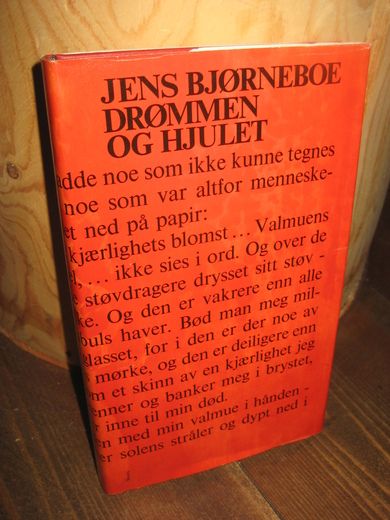 JENS BJØRNEBOE
DRØMMEN
OG HJULET
adde noe som ikke kunne tegnes
noe som var altfor menneske-
et ned på papir:
kjærlighets blomst ... Valmuens
d, ... ikke sies i ord. Og over de
e støvdragere drysset sitt støv -
ke. Og den er vakrere enn alle
buls haver. Bød man meg mil-
glasset, for i den er der noe av
s mørke, og den er deiligere enn
om et skinn av en kjærlighet jeg
enner og banker meg i brystet,
r inne til min død.
en med min valmue i hånden -
er solens stråler og dypt ned i